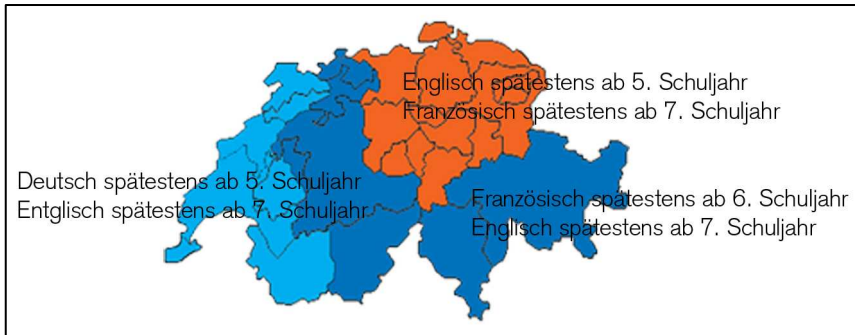 Englisch spätestens ab 5. Schuljahr
Französisch spätestens ab 7. Schuljahr
Deutsch spätestens ab 5. Schuljahr
Entglisch spätestens ab 7. Schuljahr
Französisch spätestens ab 6. Schuljahr
Englisch spätestens ab 7. Schuljahr